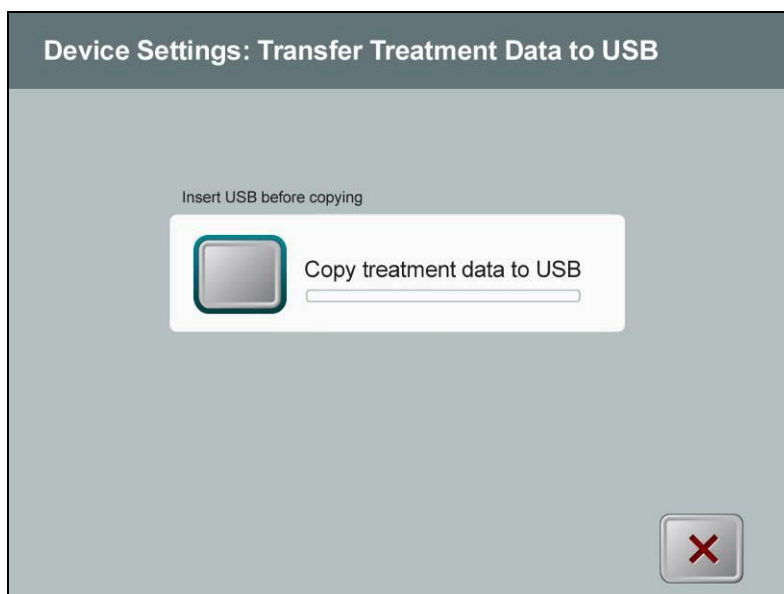 Device Settings: Transfer Treatment Data to USB
Insert USB before copying
Copy treatment data to USB